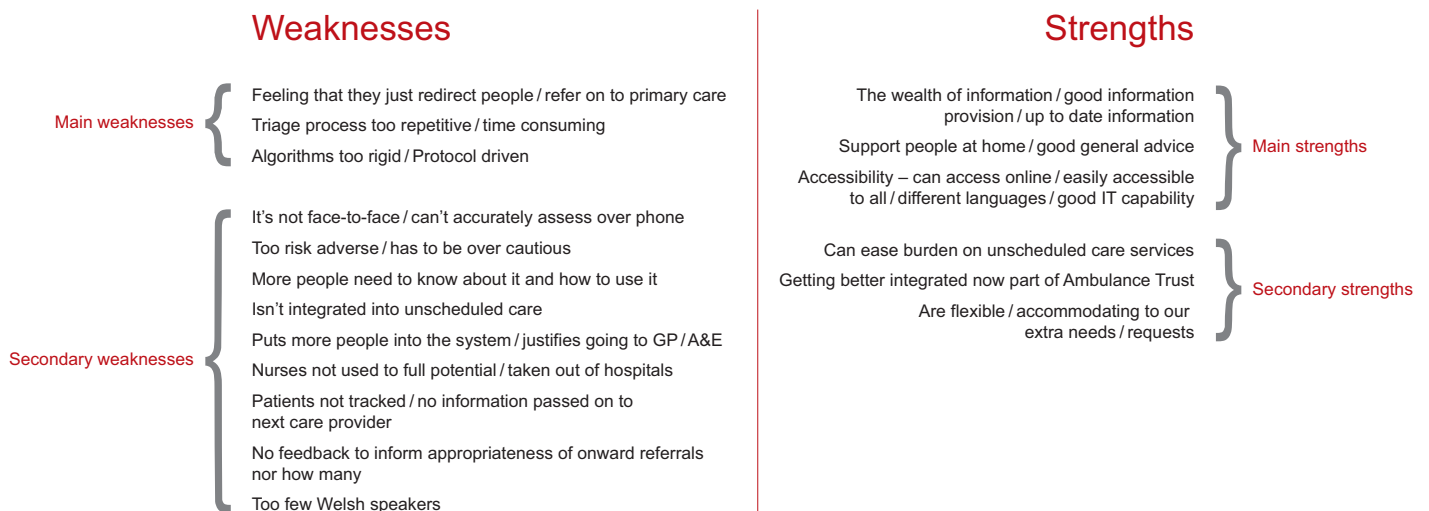 Weaknesses
Main weaknesses
Feeling that they just redirect people / refer on to primary care
Triage process too repetitive / time consuming
Algorithms too rigid / Protocol driven
Secondary weaknesses
It's not face-to-face / can't accurately assess over phone
Too risk adverse / has to be over cautious
More people need to know about it and how to use it
Isn't integrated into unscheduled care
Puts more people into the system / justifies going to GP / A&E
Nurses not used to full potential / taken out of hospitals
Patients not tracked / no information passed on to
next care provider
No feedback to inform appropriateness of onward referrals
nor how many
Too few Welsh speakers
Strengths
The wealth of information / good information
provision / up to date information
Support people at home / good general advice
Accessibility – can access online / easily accessible
to all / different languages / good IT capability
Main strengths
Can ease burden on unscheduled care services
Getting better integrated now part of Ambulance Trust
Are flexible / accommodating to our
extra needs / requests
Secondary strengths